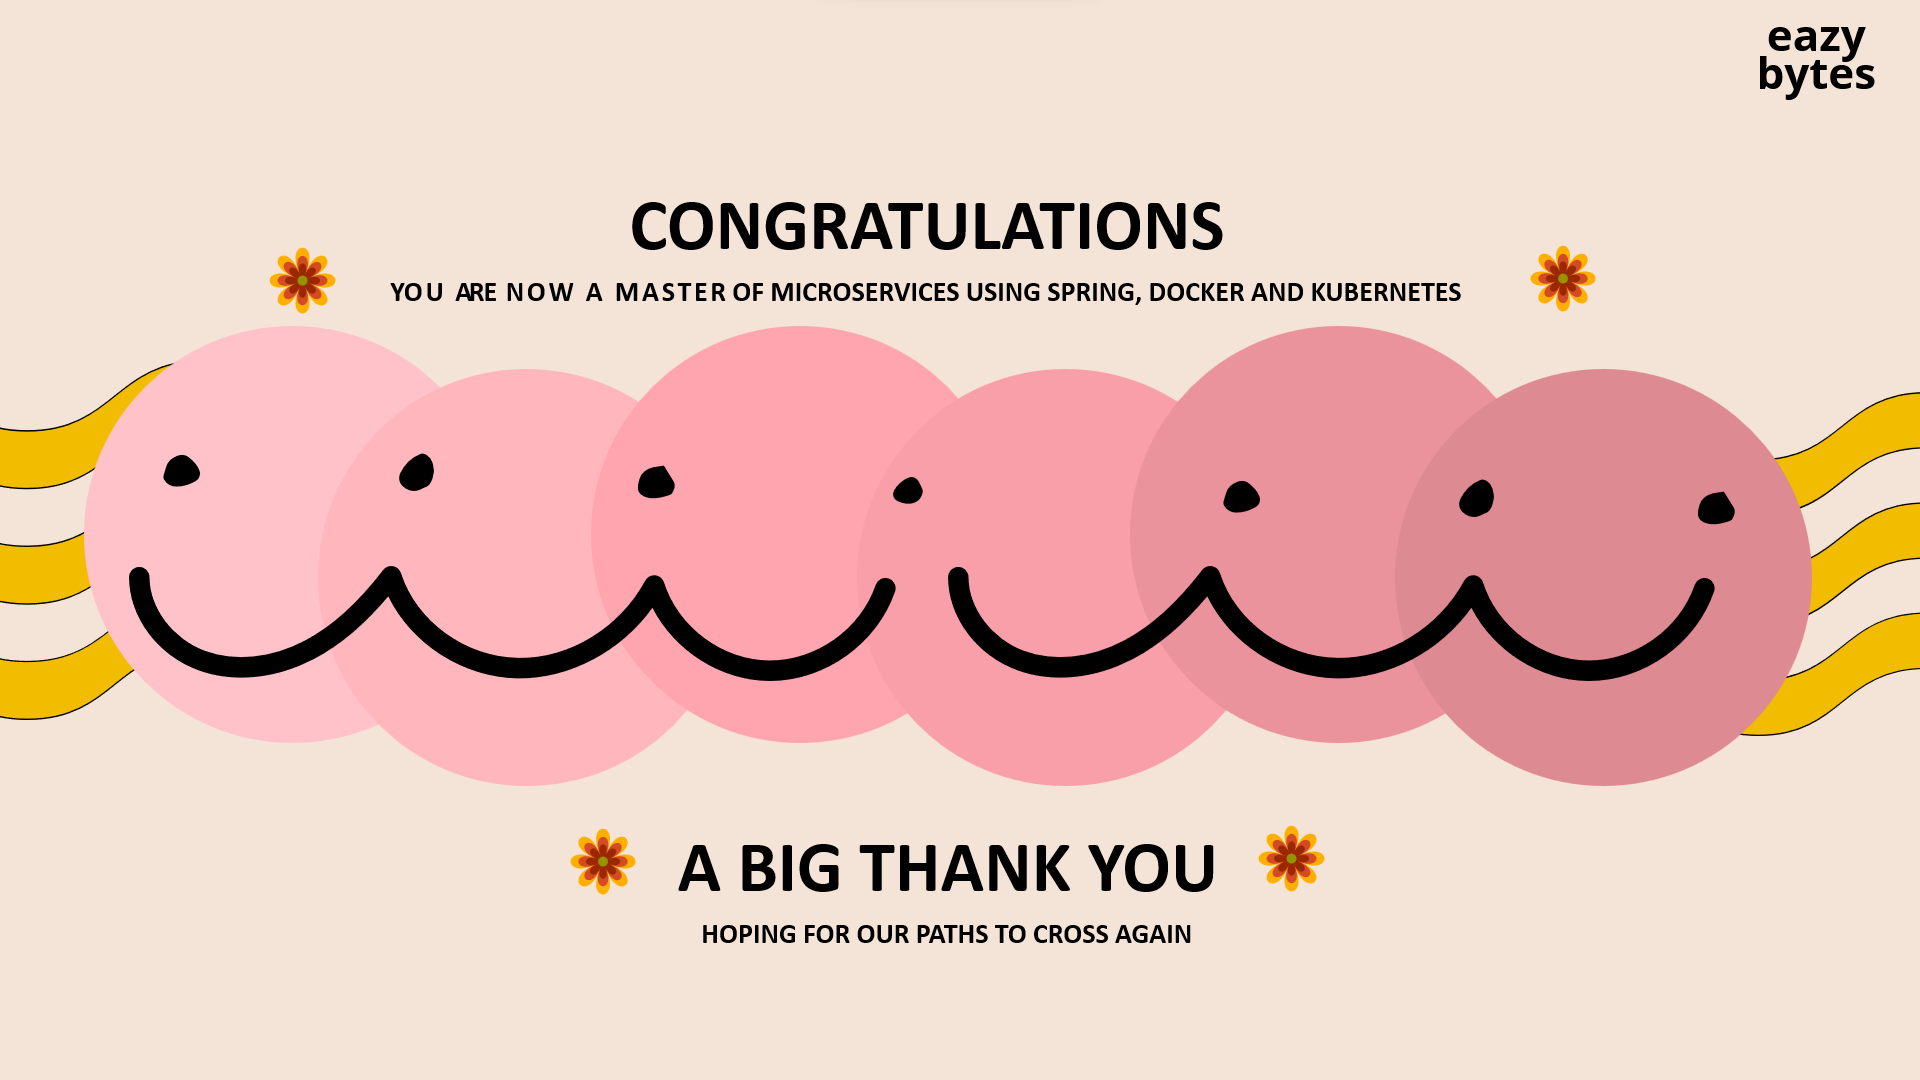 eazy
bytes
CONGRATULATIONS
YOU ARE NOW A MASTER OF MICROSERVICES USING SPRING, DOCKER AND KUBERNETES
A BIG THANK YOU
HOPING FOR OUR PATHS TO CROSS AGAIN